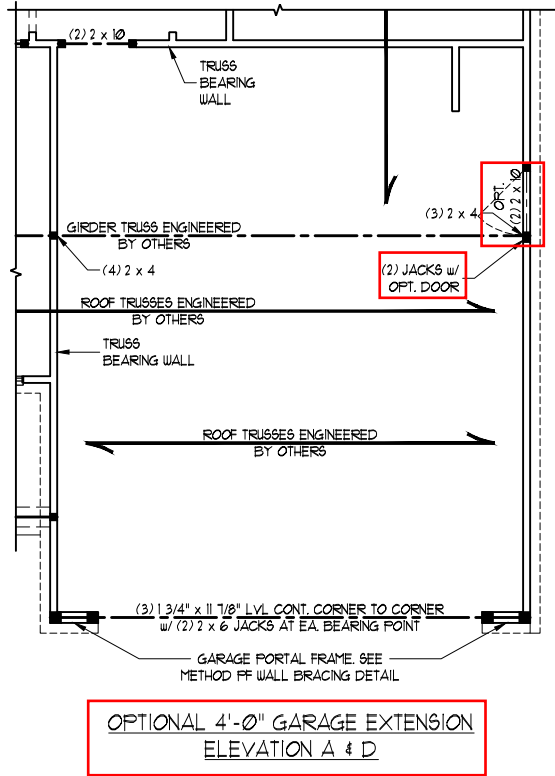 (2) 2 x 10
TRUSS
BEARING
WALL
OPT.
(2) 2 x 10
(3) 2 x 4
GIRDER TRUSS ENGINEERED
BY OTHERS
(4) 2 x 4
(2) JACKS w/
OPT. DOOR
ROOF TRUSSES ENGINEERED
BY OTHERS
TRUSS
BEARING WALL
ROOF TRUSSES ENGINEERED
BY OTHERS
(3) 1 3/4" x 11 7/8" LVL CONT. CORNER TO CORNER
w/ (2) 2 x 6 JACKS AT EA. BEARING POINT
GARAGE PORTAL FRAME. SEE
METHOD PF WALL BRACING DETAIL
OPTIONAL 4'-0" GARAGE EXTENSION
ELEVATION A & D